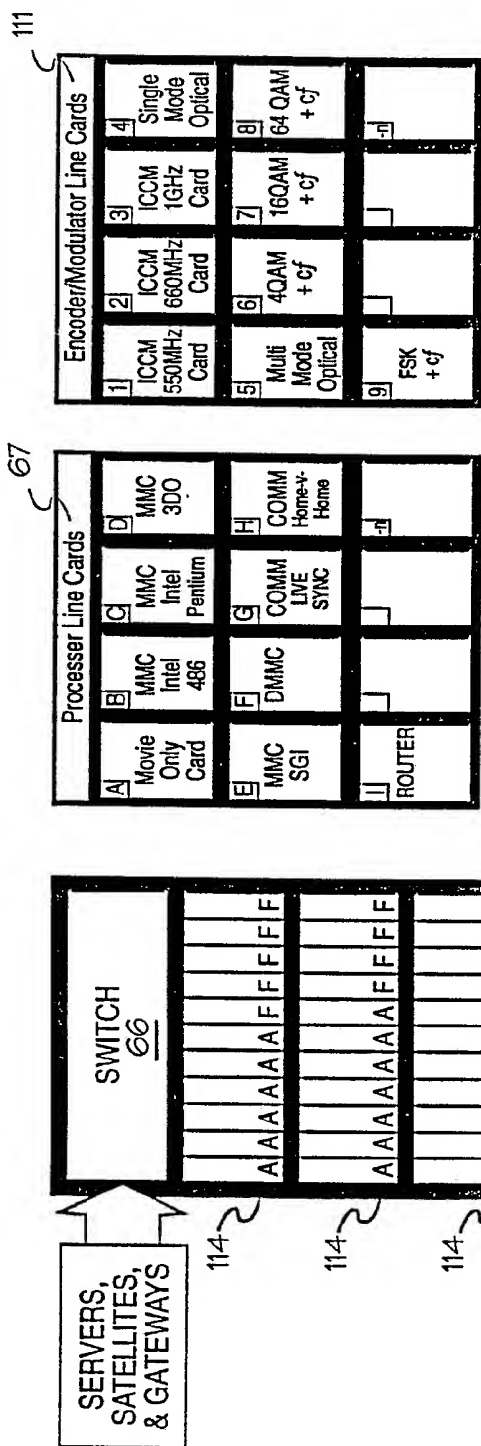 SERVERS,
SATELLITES,
& GATEWAYS
SWITCH
66
A A A A A A F F F F F
114
A A A A A A A F F F F
114
114
67
Processer Line Cards
A B C D
Movie Only Card
MMC Intel 486
MMC Intel Pentium
MMC 3DO
E F G H
MMC SGI
DMMC
COMM LIVE SYNC
COMM Home-v-Home
I -n
ROUTER
111
Encoder/Modulator Line Cards
1 2 3 4
ICCM 550MHz Card
ICCM 660MHz Card
ICCM 1GHz Card
Single Mode Optical
5 6 7 8
Multi Mode Optical
4QAM + cf
16QAM + cf
64 QAM + cf
9 -n
FSK + cf